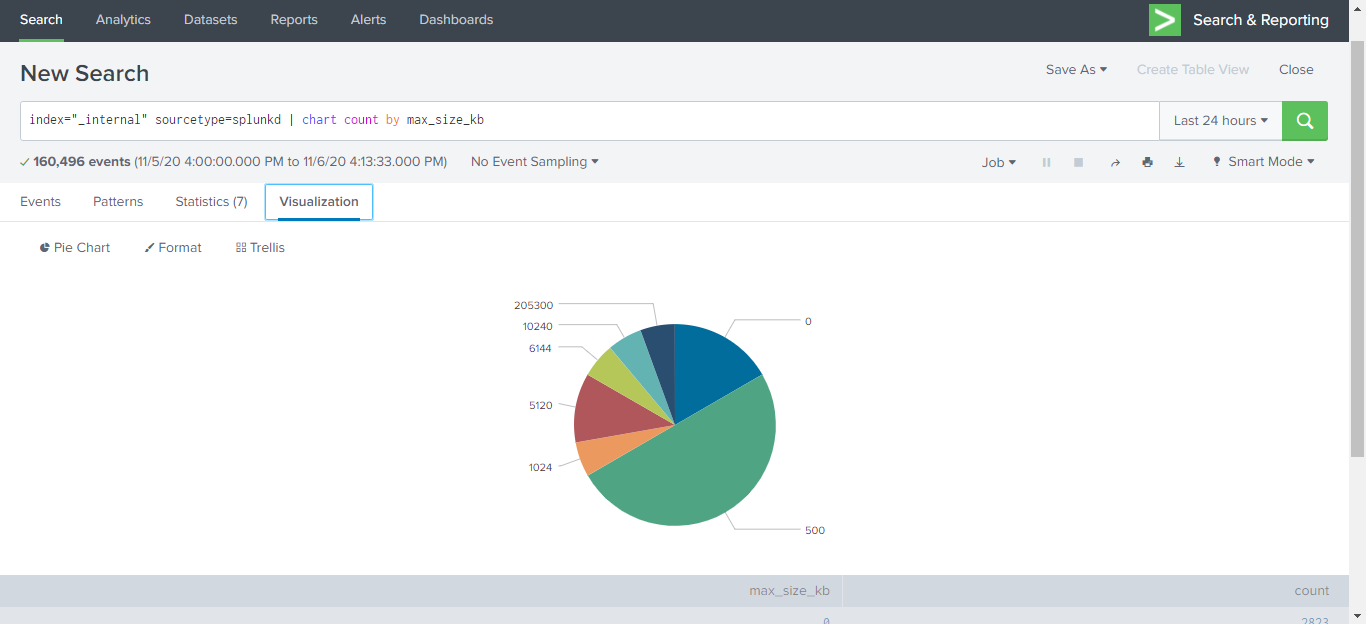 Search Analytics Datasets Reports Alerts Dashboards Search & Reporting
New Search Save As Create Table View Close
index="_internal" sourcetype=splunkd | chart count by max_size_kb Last 24 hours
160,496 events (11/5/20 4:00:00.000 PM to 11/6/20 4:13:33.000 PM) No Event Sampling Job Smart Mode
Events Patterns Statistics (7) Visualization
Pie Chart Format Trellis
205300
0
10240
6144
5120
1024
500
max_size_kb count
0 2823